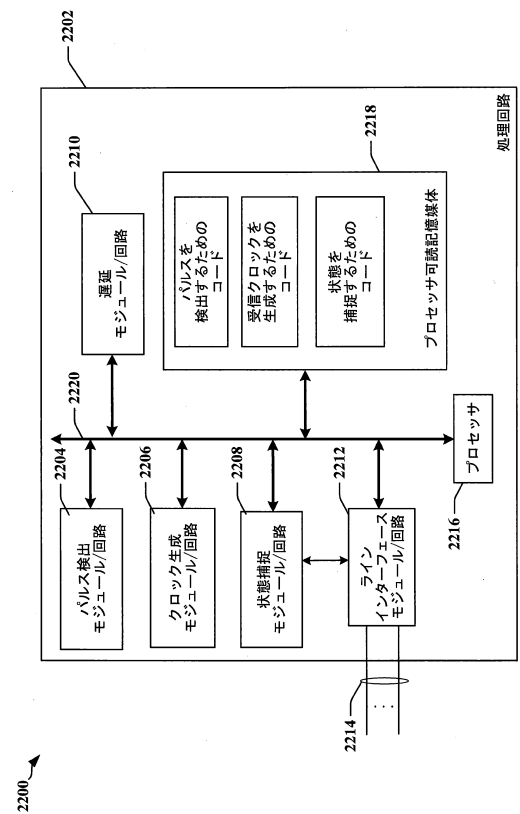 2200
2202
処理回路
2204
パルス検出
モジュール/回路
2206
クロック生成
モジュール/回路
2208
状態捕捉
モジュール/回路
2212
ライン
インターフェース
モジュール/回路
2214
...
2220
2210
遅延
モジュール/回路
2218
パルスを
検出するための
コード
受信クロックを
生成するための
コード
状態を
捕捉するための
コード
プロセッサ可読記憶媒体
プロセッサ
2216